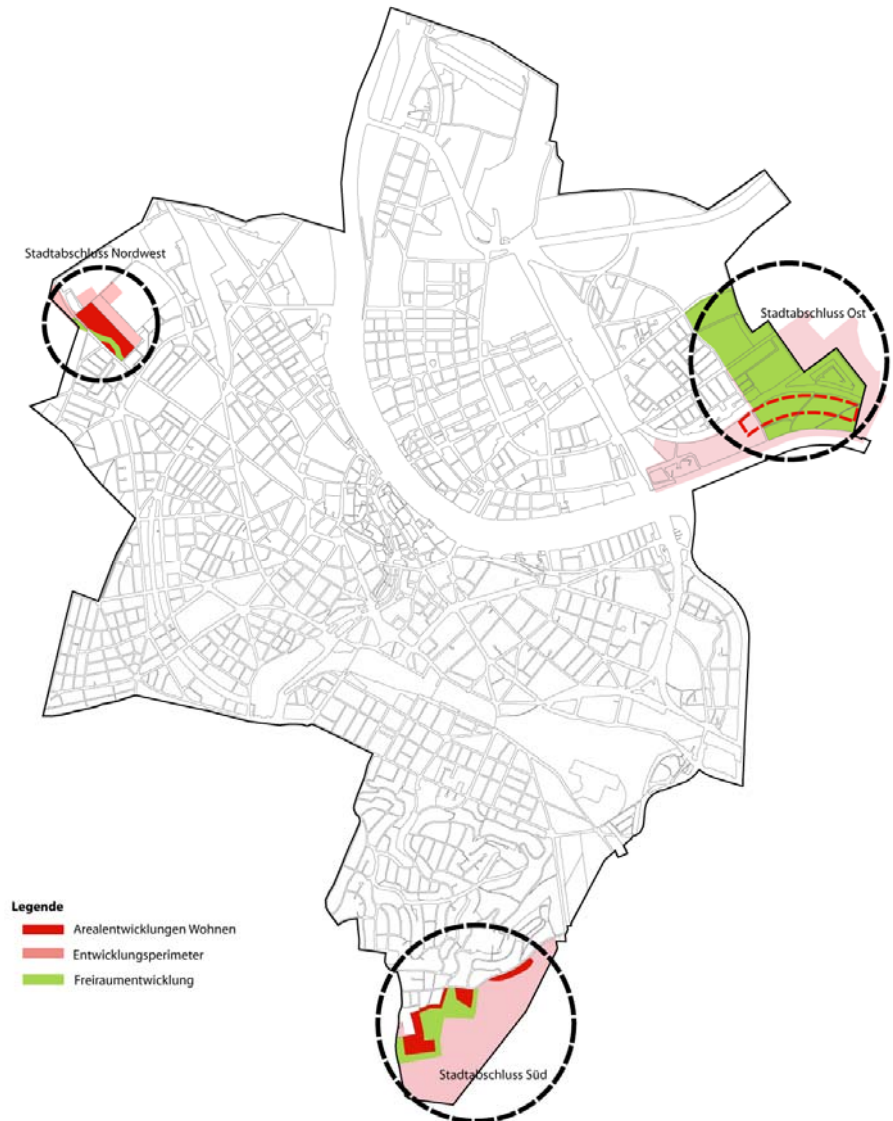 Stadtabschluss Nordwest
Stadtabschluss Ost
Legende
Arealentwicklungen Wohnen
Entwicklungsperimeter
Freiraumentwicklung
Stadtabschluss Süd